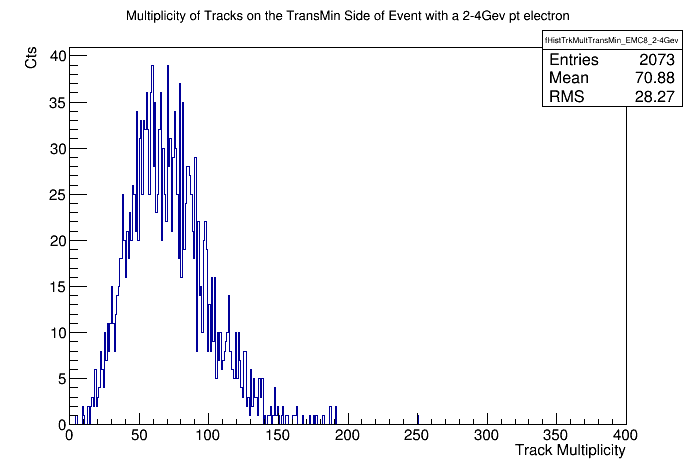 Multiplicity of Tracks on the TransMin Side of Event with a 2-4Gev pt electron
fHistTrkMultTransMin_EMC8_2-4Gev
Entries 2073
Mean 70.88
RMS 28.27
Cts
40
35
30
25
20
15
10
5
0
0 50 100 150 200 250 300 350 400
Track Multiplicity